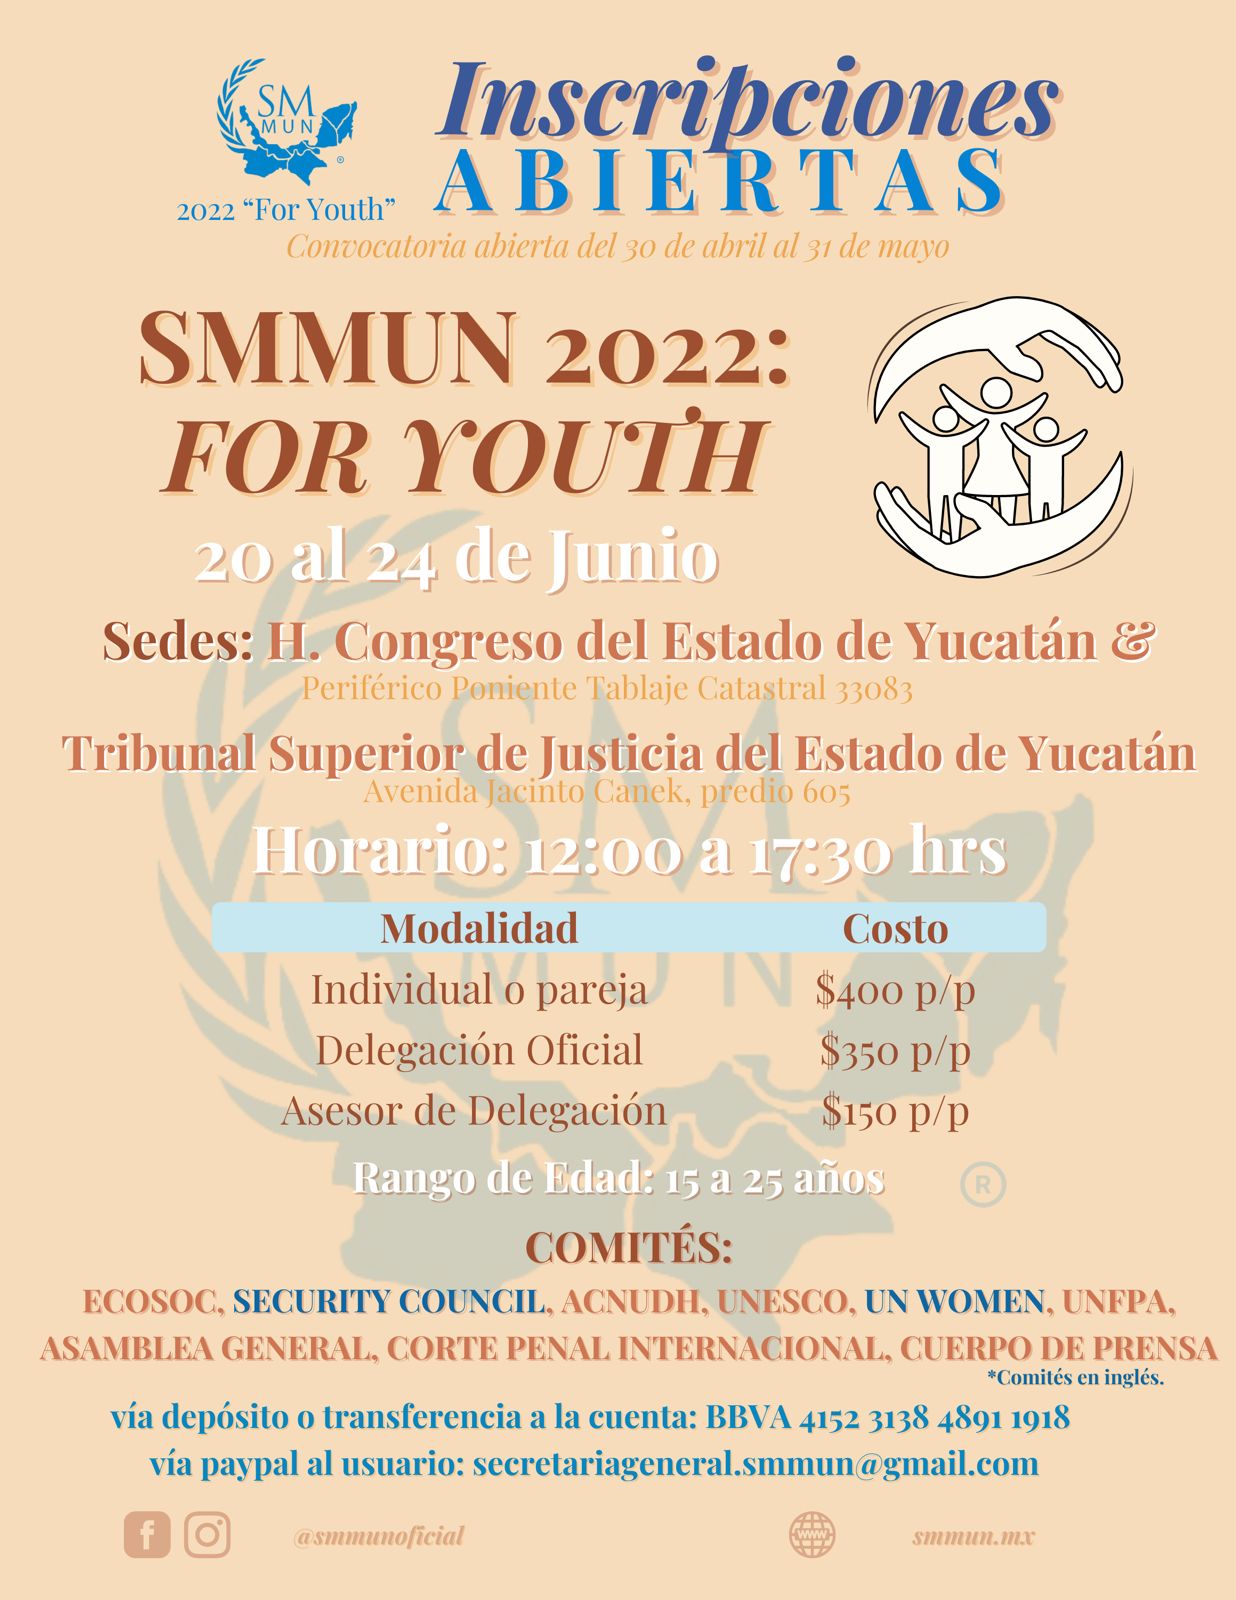 SM
MUN
®
2022 “For Youth”
Inscripciones
ABIERTAS
Convocatoria abierta del 30 de abril al 31 de mayo
SMMUN 2022:
FOR YOUTH
20 al 24 de Junio
Sedes: H. Congreso del Estado de Yucatán &
Periférico Poniente Tablaje Catastral 33083
Tribunal Superior de Justicia del Estado de Yucatán
Avenida Jacinto Canek, predio 605
Horario: 12:00 a 17:30 hrs
SM
MUN
®
Modalidad Costo
Individual o pareja $400 p/p
Delegación Oficial $350 p/p
Asesor de Delegación $150 p/p
Rango de Edad: 15 a 25 años
COMITÉS:
ECOSOC, SECURITY COUNCIL, ACNUDH, UNESCO, UN WOMEN, UNFPA,
ASAMBLEA GENERAL, CORTE PENAL INTERNACIONAL, CUERPO DE PRENSA
*Comités en inglés.
vía depósito o transferencia a la cuenta: BBVA 4152 3138 4891 1918
vía paypal al usuario: secretariageneral.smmun@gmail.com
@smmunoficial
www
smmun.mx